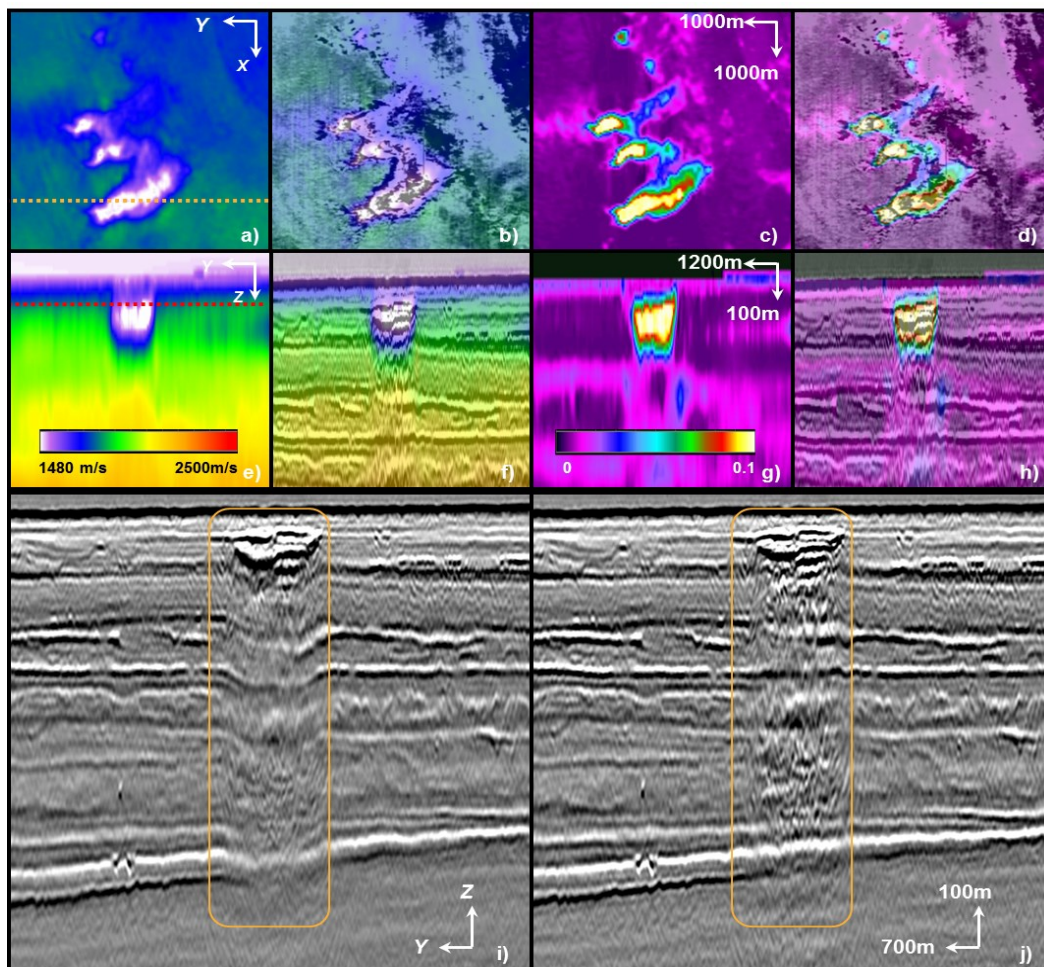 Y
X
a)
b)
1000m
1000m
c)
d)
Y
Z
1480 m/s
2500m/s
e)
f)
1200m
100m
0
0.1
g)
h)
Z
Y
i)
100m
700m
j)